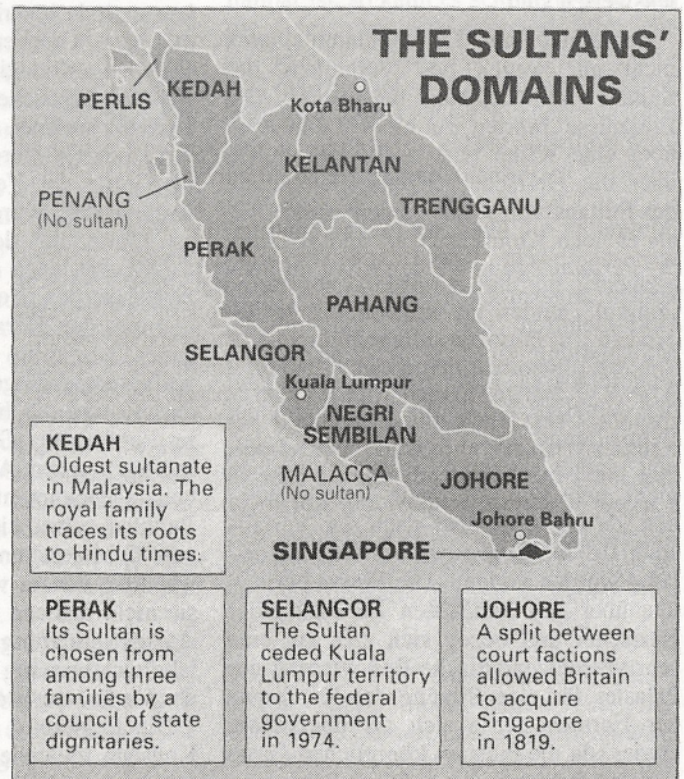 THE SULTANS'
DOMAINS
PERLIS
KEDAH
Kota Bharu
KELANTAN
PENANG
(No sultan)
TRENGGANU
PERAK
PAHANG
SELANGOR
Kuala Lumpur
NEGRI
SEMBILAN
MALACCA
(No sultan)
JOHORE
Johore Bahru
SINGAPORE
KEDAH
Oldest sultanate
in Malaysia. The
royal family
traces its roots
to Hindu times.
PERAK
Its Sultan is
chosen from
among three
families by a
council of state
dignitaries.
SELANGOR
The Sultan
ceded Kuala
Lumpur territory
to the federal
government
in 1974.
JOHORE
A split between
court factions
allowed Britain
to acquire
Singapore
in 1819.